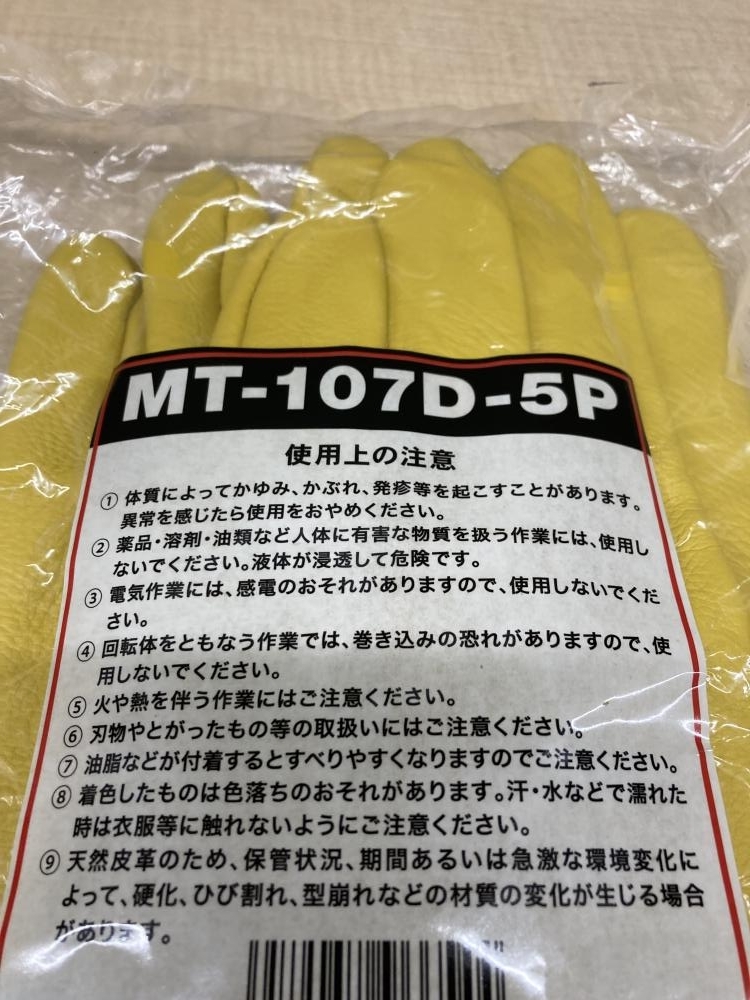 MT-107D-5P
使用上の注意
① 体質によってかゆみ、かぶれ、発疹等を起こすことがあります。
異常を感じたら使用をおやめください。
② 薬品・溶剤・油類など人体に有害な物質を扱う作業には、使用し
ないでください。液体が浸透して危険です。
③ 電気作業には、感電のおそれがありますので、使用しないでくだ
さい。
④ 回転体をともなう作業では、巻き込みの恐れがありますので、使
用しないでください。
⑤ 火や熱を伴う作業にはご注意ください。
⑥ 刃物やとがったもの等の取扱いにはご注意ください。
⑦ 油脂などが付着するとすべりやすくなりますのでご注意ください。
⑧ 着色したものは色落ちのおそれがあります。汗・水などで濡れた
時は衣服等に触れないようにご注意ください。
⑨ 天然皮革のため、保管状況、期間あるいは急激な環境変化に
よって、硬化、ひび割れ、型崩れなどの材質の変化が生じる場合
があります。